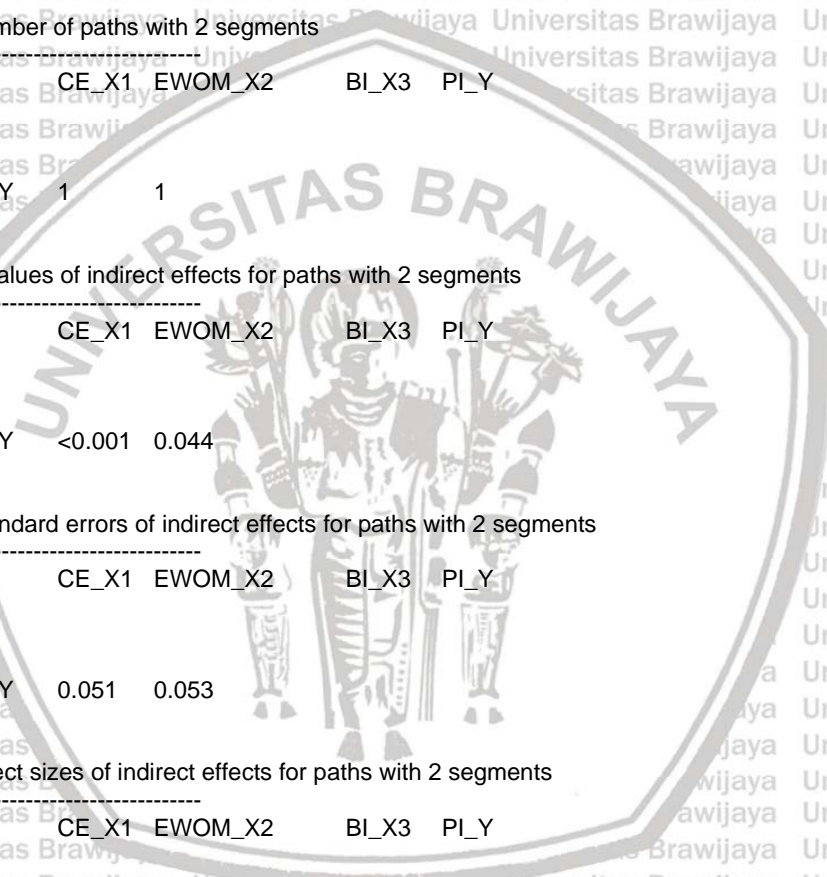 mber of paths with 2 segments
---------------------------
CE_X1 EWOM_X2 BI_X3 PI_Y
Y 1 1
alues of indirect effects for paths with 2 segments
---------------------------
CE_X1 EWOM_X2 BI_X3 PI_Y
Y <0.001 0.044
ndard errors of indirect effects for paths with 2 segments
---------------------------
CE_X1 EWOM_X2 BI_X3 PI_Y
Y 0.051 0.053
ect sizes of indirect effects for paths with 2 segments
---------------------------
CE_X1 EWOM_X2 BI_X3 PI_Y
UNIVERSITAS BRAWIJAYA